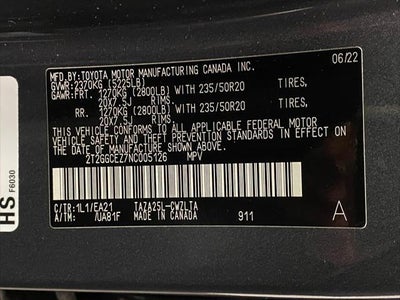 06/22
MFD.BY:TOYOTA MOTOR MANUFACTURING CANADA INC.
GVWR:2370KG (5225LB)
GAWR:FRT. 1270KG (2800LB) WITH 235/50R20 TIRES,
20X7.5J RIMS
RR. 1270KG (2800LB) WITH 235/50R20 TIRES,
20X7.5J RIMS
THIS VEHICLE CONFORMS TO ALL APPLICABLE FEDERAL MOTOR
VEHICLE SAFETY AND THEFT PREVENTION STANDARDS IN EFFECT
ON THE DATE OF MANUFACTURE SHOWN ABOVE.
2T2GGCEZ7NC005126 MPV
C/TR:1L1/EA21 TAZA25L-CWZLTA
A/TM: /UA81F MADE IN CANADA 911
A
HS F6030